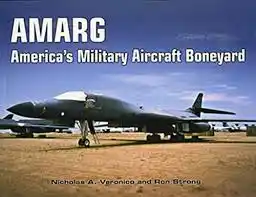 AMARG
America's Military Aircraft Boneyard
Nicholas A. Veronico and Ron Strong